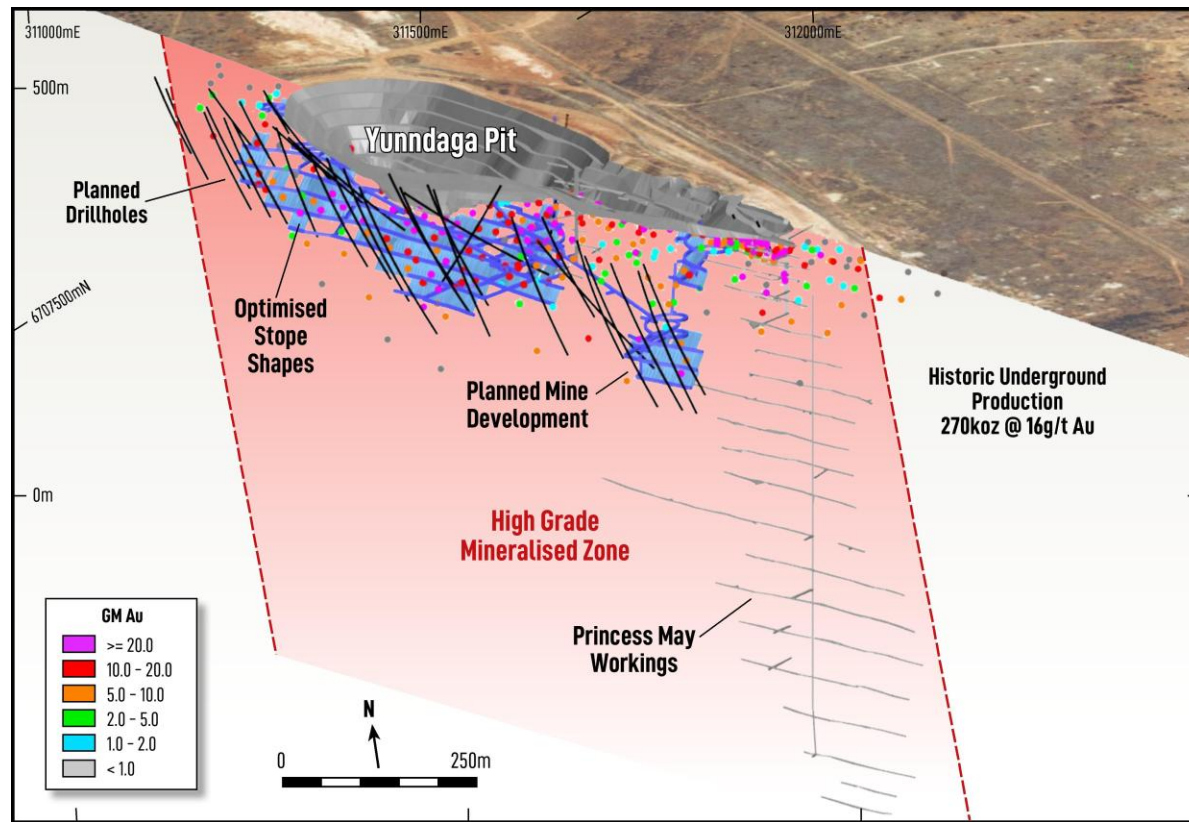 311000mE
311500mE
312000mE
500m
Yunndaga Pit
Planned
Drillholes
6707500mN
Optimised
Stope
Shapes
Planned Mine
Development
Historic Underground
Production
270koz @ 16g/t Au
0m
High Grade
Mineralised Zone
Princess May
Workings
GM Au
>= 20.0
10.0 - 20.0
5.0 - 10.0
2.0 - 5.0
1.0 - 2.0
< 1.0
N
0
250m